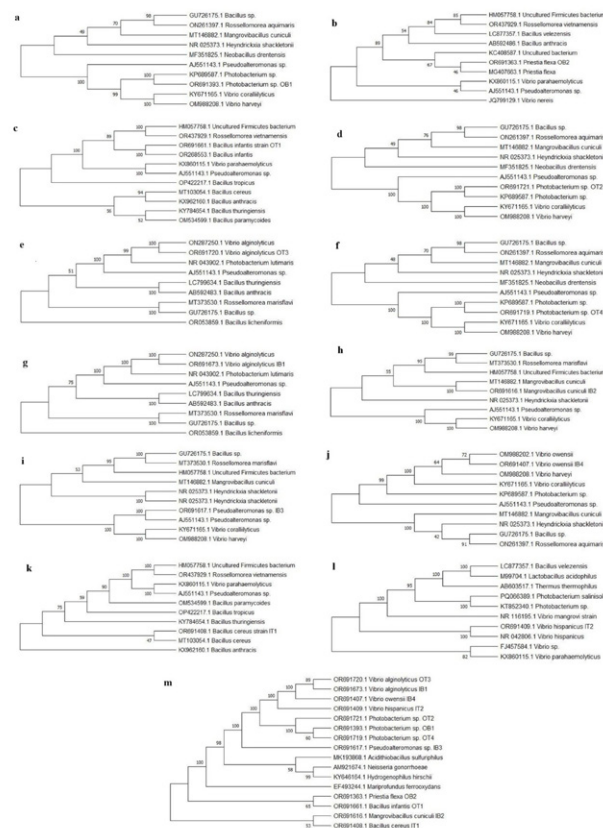 a
GU726175.1 Bacillus sp.
ON261397.1 Rossellomorea aquimaris
MT146882.1 Mangrovibacillus cuniculi
NR 025373.1 Heyndrickxia shackletonii
MF351825.1 Neobacillus drentensis
AJ551143.1 Pseudoalteromonas sp.
KP689587.1 Photobacterium sp.
OR691393.1 Photobacterium sp. OB1
KY671165.1 Vibrio coralliilyticus
OM988208.1 Vibrio harveyi
b
HM057758.1 Uncultured Firmicutes bacterium
OR437929.1 Rossellomorea vietnamensis
LC877357.1 Bacillus velezensis
AB592488.1 Bacillus anthracis
KC408587.1 Uncultured bacterium
OR691363.1 Priestia flexa OB2
MG407663.1 Priestia flexa
KX860115.1 Vibrio parahaemolyticus
AJ551143.1 Pseudoalteromonas sp.
JG799129.1 Vibrio nereis
c
HM057758.1 Uncultured Firmicutes bacterium
OR437929.1 Rossellomorea vietnamensis
OR691661.1 Bacillus infantis strain OT1
OR268553.1 Bacillus infantis
KX860115.1 Vibrio parahaemolyticus
AJ551143.1 Pseudoalteromonas sp.
OP422217.1 Bacillus tropicus
MT103054.1 Bacillus cereus
KX962160.1 Bacillus anthracis
KY784654.1 Bacillus thuringiensis
OM534599.1 Bacillus paramycoides
d
GU726175.1 Bacillus sp.
ON261397.1 Rossellomorea aquimaris
MT146882.1 Mangrovibacillus cuniculi
NR 025373.1 Heyndrickxia shackletonii
MF351825.1 Neobacillus drentensis
AJ551143.1 Pseudoalteromonas sp.
OR691721.1 Photobacterium sp. OT2
KP689587.1 Photobacterium sp.
KY671165.1 Vibrio coralliilyticus
OM988208.1 Vibrio harveyi
e
ON287250.1 Vibrio alginolyticus
OR691720.1 Vibrio alginolyticus OT3
NR 043902.1 Photobacterium lutimaris
AJ551143.1 Pseudoalteromonas sp.
LC799634.1 Bacillus thuringiensis
AB592483.1 Bacillus anthracis
MT373530.1 Rossellomorea marisflavi
GU726175.1 Bacillus sp.
OR053859.1 Bacillus licheniformis
f
GU726175.1 Bacillus sp.
ON261397.1 Rossellomorea aquimaris
MT146882.1 Mangrovibacillus cuniculi
NR 025373.1 Heyndrickxia shackletonii
MF351825.1 Neobacillus drentensis
AJ551143.1 Pseudoalteromonas sp.
KP689587.1 Photobacterium sp.
OR691719.1 Photobacterium sp. OT4
KY671165.1 Vibrio coralliilyticus
OM988208.1 Vibrio harveyi
g
ON287250.1 Vibrio alginolyticus
OR691673.1 Vibrio alginolyticus IB1
NR 043902.1 Photobacterium lutimaris
AJ551143.1 Pseudoalteromonas sp.
LC799634.1 Bacillus thuringiensis
AB592483.1 Bacillus anthracis
MT373530.1 Rossellomorea marisflavi
GU726175.1 Bacillus sp.
OR053859.1 Bacillus licheniformis
h
GU726175.1 Bacillus sp.
MT373530.1 Rossellomorea marisflavi
HM057758.1 Uncultured Firmicutes bacterium
MT146882.1 Mangrovibacillus cuniculi
OR691616.1 Mangrovibacillus cuniculi IB2
NR 025373.1 Heyndrickxia shackletonii
AJ551143.1 Pseudoalteromonas sp.
KY671165.1 Vibrio coralliilyticus
OM988208.1 Vibrio harveyi
i
GU726175.1 Bacillus sp.
MT373530.1 Rossellomorea marisflavi
HM057758.1 Uncultured Firmicutes bacterium
MT146882.1 Mangrovibacillus cuniculi
NR 025373.1 Heyndrickxia shackletonii
NR 025373.1 Heyndrickxia shackletonii
OR691617.1 Pseudoalteromonas sp. IB3
AJ551143.1 Pseudoalteromonas sp.
KY671165.1 Vibrio coralliilyticus
OM988208.1 Vibrio harveyi
j
OM988202.1 Vibrio owensii
OR691407.1 Vibrio owensii IB4
OM988208.1 Vibrio harveyi
KY671165.1 Vibrio coralliilyticus
KP689587.1 Photobacterium sp.
AJ551143.1 Pseudoalteromonas sp.
MT146882.1 Mangrovibacillus cuniculi
NR 025373.1 Heyndrickxia shackletonii
GU726175.1 Bacillus sp.
ON261397.1 Rossellomorea aquimaris
k
HM057758.1 Uncultured Firmicutes bacterium
OR437929.1 Rossellomorea vietnamensis
KX860115.1 Vibrio parahaemolyticus
AJ551143.1 Pseudoalteromonas sp.
OM534599.1 Bacillus paramycoides
OP422217.1 Bacillus tropicus
KY784654.1 Bacillus thuringiensis
OR691408.1 Bacillus cereus strain IT1
MT103054.1 Bacillus cereus
KX962160.1 Bacillus anthracis
l
LC877357.1 Bacillus velezensis
M99704.1 Lactobacillus acidophilus
AB603517.1 Thermus thermophilus
PQ066389.1 Photobacterium salinisoli
KT852340.1 Photobacterium sp.
NR 116195.1 Vibrio mangrovi strain
OR691409.1 Vibrio hispanicus IT2
NR 042806.1 Vibrio hispanicus
FJ457584.1 Vibrio sp.
KX860115.1 Vibrio parahaemolyticus
m
OR691720.1 Vibrio alginolyticus OT3
OR691673.1 Vibrio alginolyticus IB1
OR691407.1 Vibrio owensii IB4
OR691409.1 Vibrio hispanicus IT2
OR691721.1 Photobacterium sp. OT2
OR691393.1 Photobacterium sp. OB1
OR691719.1 Photobacterium sp. OT4
OR691617.1 Pseudoalteromonas sp. IB3
MK193868.1 Acidithiobacillus sulfuriphilus
AM921674.1 Neisseria gonorrhoeae
KY646164.1 Hydrogenophilus hirschii
EF493244.1 Mariprofundus ferrooxydans
OR691363.1 Priestia flexa OB2
OR691661.1 Bacillus infantis OT1
OR691616.1 Mangrovibacillus cuniculi IB2
OR691408.1 Bacillus cereus IT1